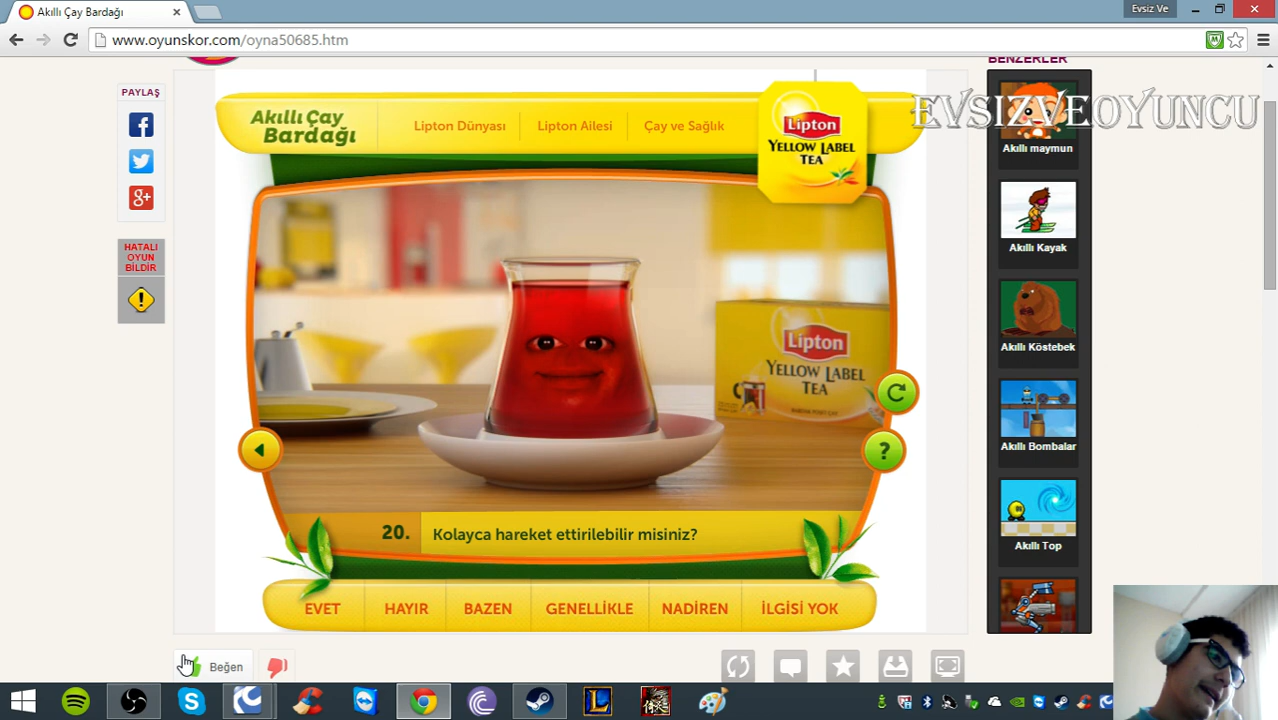 Akıllı Çay Bardağı
Evsiz Ve
www.oyunskor.com/oyna50685.htm
PAYLAŞ
HATALI
OYUN
BİLDİR
Akıllı Çay
Bardağı
Lipton Dünyası
Lipton Ailesi
Çay ve Sağlık
Lipton
YELLOW LABEL
TEA
Lipton
YELLOW LABEL
TEA
20. Kolayca hareket ettirilebilir misiniz?
EVET
HAYIR
BAZEN
GENELLİKLE
NADİREN
İLGİSİ YOK
Beğen
BENZERLER
EVSIZVEOYUNCU
Akıllı maymun
Akıllı Kayak
Akıllı Köstebek
Akıllı Bombalar
Akıllı Top